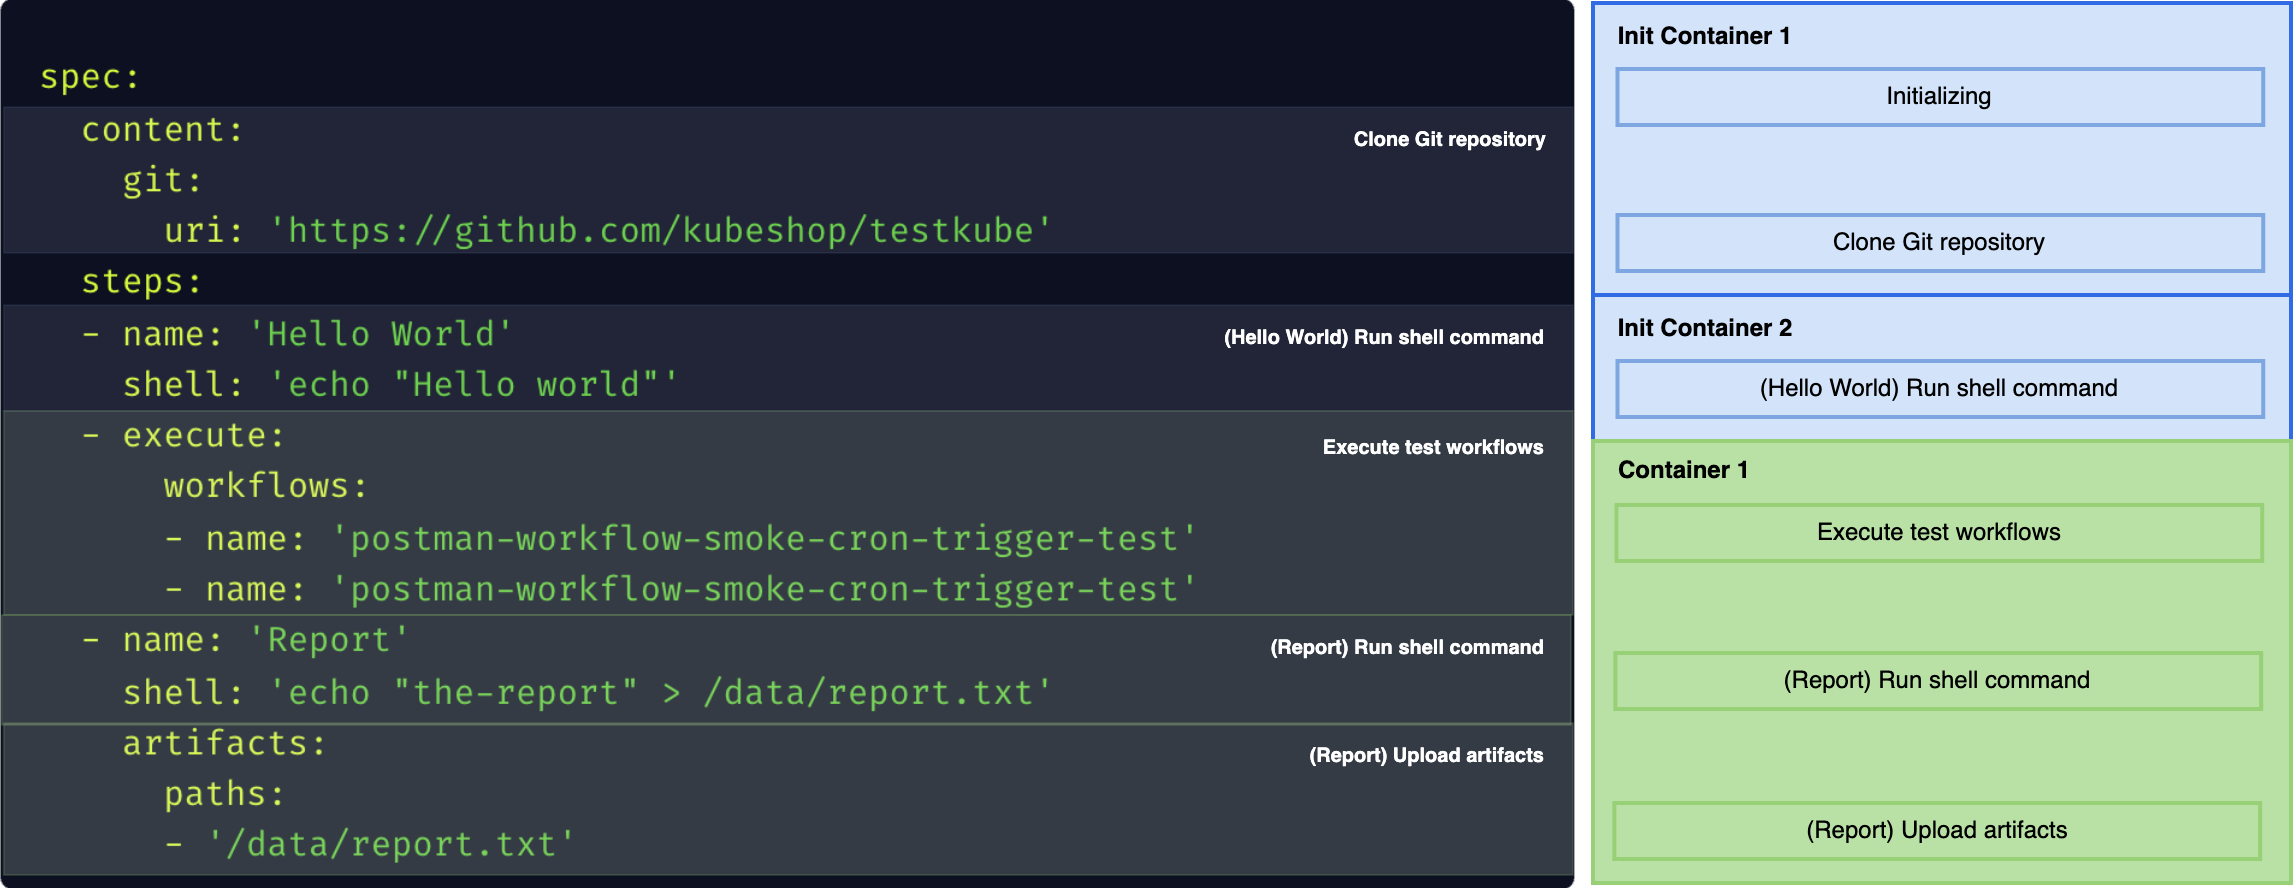 spec:
content:
Clone Git repository
git:
uri: 'https://github.com/kubeshop/testkube'
steps:
- name: 'Hello World'
(Hello World) Run shell command
shell: 'echo "Hello world"'
- execute:
Execute test workflows
workflows:
- name: 'postman-workflow-smoke-cron-trigger-test'
- name: 'postman-workflow-smoke-cron-trigger-test'
- name: 'Report'
(Report) Run shell command
shell: 'echo "the-report" > /data/report.txt'
artifacts:
(Report) Upload artifacts
paths:
- '/data/report.txt'
Init Container 1
Initializing
Clone Git repository
Init Container 2
(Hello World) Run shell command
Container 1
Execute test workflows
(Report) Run shell command
(Report) Upload artifacts